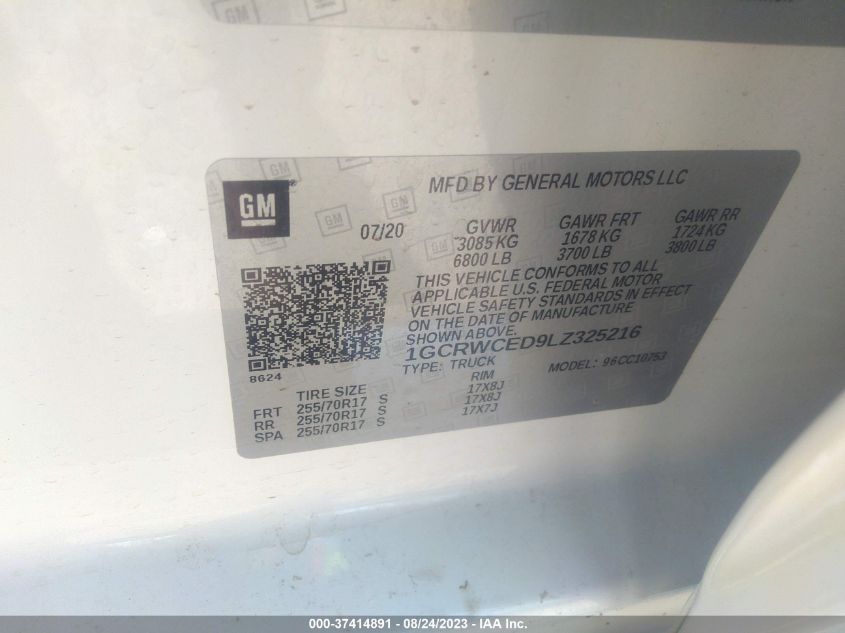 GM
MFD BY GENERAL MOTORS LLC
07/20
GVWR GAWR FRT GAWR RR
3085 KG 1678 KG 1724 KG
6800 LB 3700 LB 3800 LB
THIS VEHICLE CONFORMS TO ALL
APPLICABLE U.S. FEDERAL MOTOR
VEHICLE SAFETY STANDARDS IN EFFECT
ON THE DATE OF MANUFACTURE
SHOWN ABOVE.
1GCRWCED9LZ325216
TYPE: TRUCK MODEL: 96CC10753
8624
TIRE SIZE RIM
FRT 255/70R17 S 17X8J
RR 255/70R17 S 17X8J
SPA 255/70R17 S 17X7J
000-37414891 - 08/24/2023 - IAA Inc.